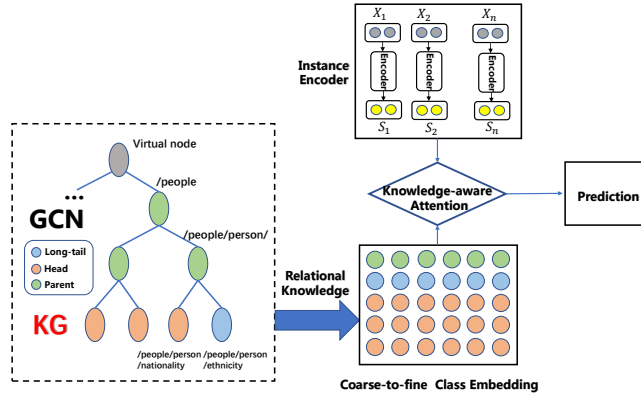 X1 X2 Xn
Instance
Encoder
Encoder Encoder Encoder
S1 S2 Sn
Virtual node
...
/people
GCN
/people/person/
Long-tail
Head
Parent
KG
/people/person
/nationality
/people/person
/ethnicity
Relational
Knowledge
Knowledge-aware
Attention
Prediction
Coarse-to-fine Class Embedding